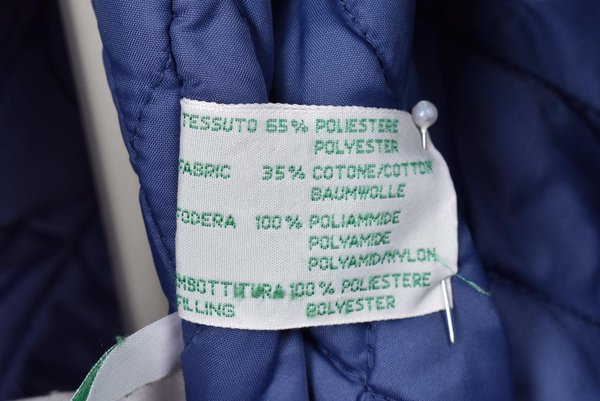 TESSUTO 65% POLIESTERE
POLYESTER
FABRIC 35% COTONE/COTTON
BAUMWOLLE
FODERA 100% POLIAMMIDE
POLYAMIDE
POLYAMID/NYLON
IMBOTTITURA 100% POLIESTERE
FILLING POLYESTER